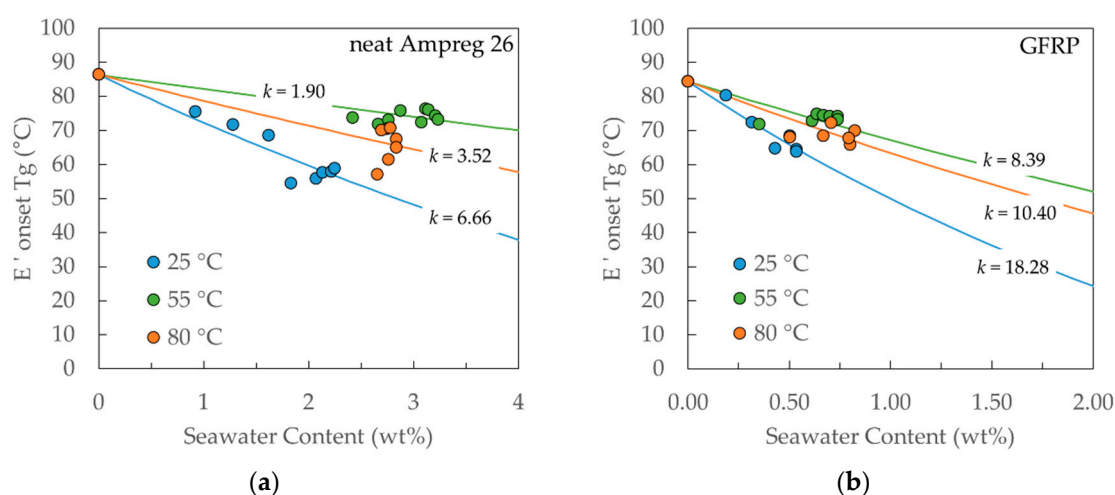 neat Ampreg 26
100
90
80
70
60
50
40
30
20
10
0
E ' onset Tg (°C)
k = 1.90
k = 3.52
k = 6.66
25 °C
55 °C
80 °C
0 1 2 3 4
Seawater Content (wt%)
(a)
GFRP
100
90
80
70
60
50
40
30
20
10
0
E ' onset Tg (°C)
k = 8.39
k = 10.40
k = 18.28
25 °C
55 °C
80 °C
0.00 0.50 1.00 1.50 2.00
Seawater Content (wt%)
(b)